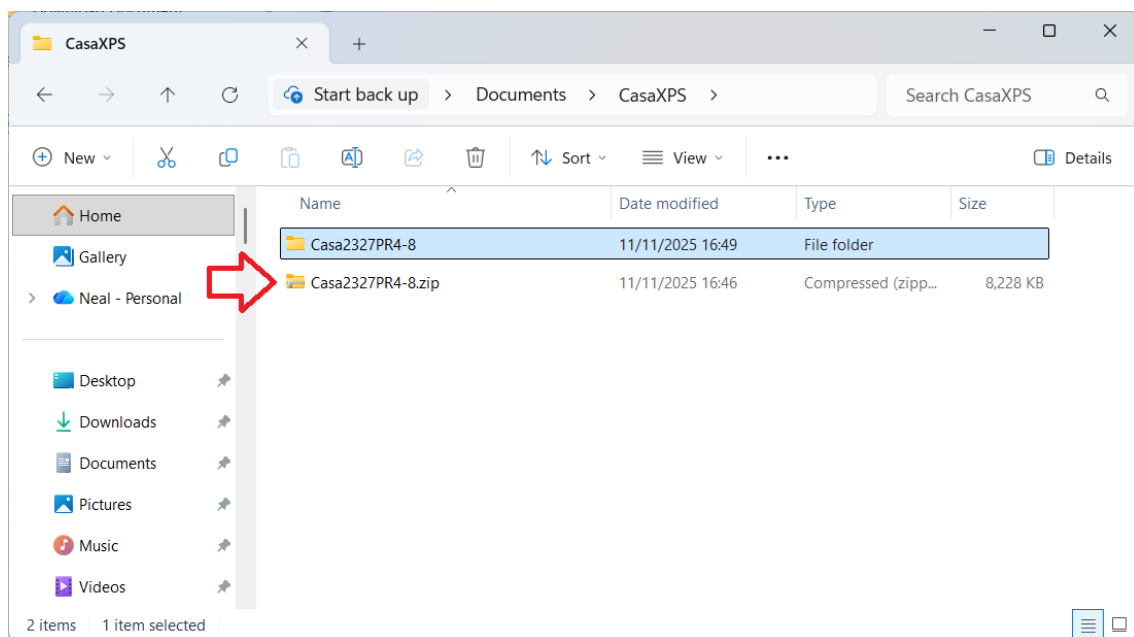 CasaXPS
Start back up > Documents > CasaXPS >
Search CasaXPS
New
Sort
View
Details
Name
Date modified
Type
Size
Home
Gallery
Neal - Personal
Desktop
Downloads
Documents
Pictures
Music
Videos
Casa2327PR4-8 11/11/2025 16:49 File folder
Casa2327PR4-8.zip 11/11/2025 16:46 Compressed (zipp... 8,228 KB
2 items 1 item selected